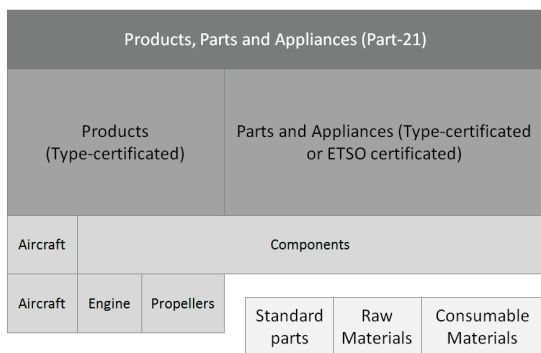 Products, Parts and Appliances (Part-21)
Products
(Type-certificated)
Parts and Appliances (Type-certificated
or ETSO certificated)
Aircraft
Components
Aircraft
Engine
Propellers
Standard
parts
Raw
Materials
Consumable
Materials